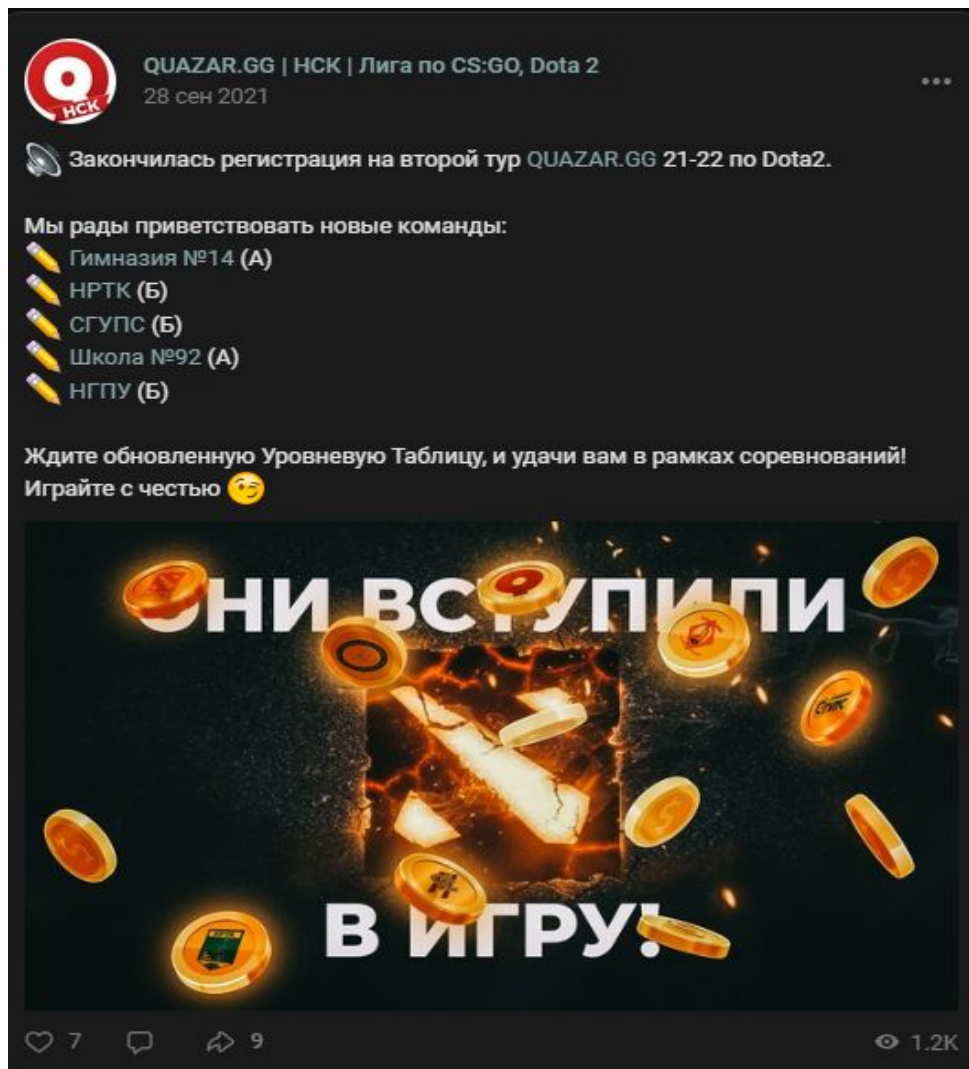 QUAZAR.GG | НСК | Лига по CS:GO, Dota 2
28 сен 2021
НСК
Закончилась регистрация на второй тур QUAZAR.GG 21-22 по Dota2.
Мы рады приветствовать новые команды:
Гимназия №14 (А)
НРТК (Б)
СГУПС (Б)
Школа №92 (А)
НГПУ (Б)
Ждите обновленную Уровневую Таблицу, и удачи вам в рамках соревнований!
Играйте с честью
ОНИ ВСТУПИЛИ
В ИГРУ!
7
9
1.2K